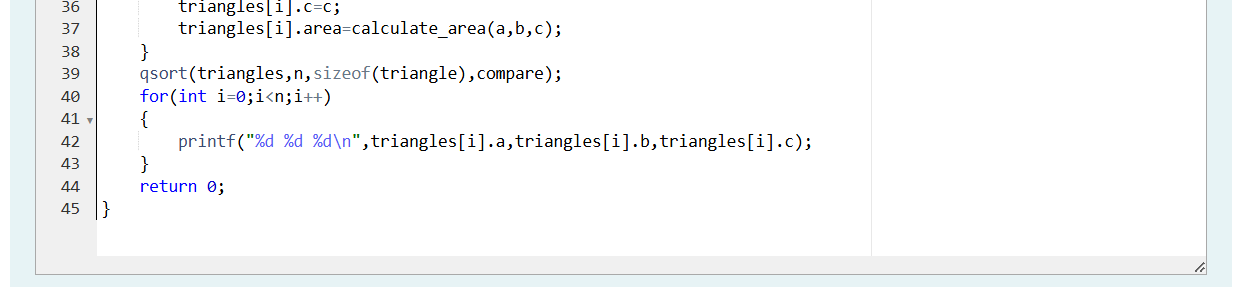 36 triangles[i].c=c;
37 triangles[i].area=calculate_area(a,b,c);
38 }
39 qsort(triangles,n,sizeof(triangle),compare);
40 for(int i=0;i<n;i++)
41 {
42 printf("%d %d %d\n",triangles[i].a,triangles[i].b,triangles[i].c);
43 }
44 return 0;
45 }